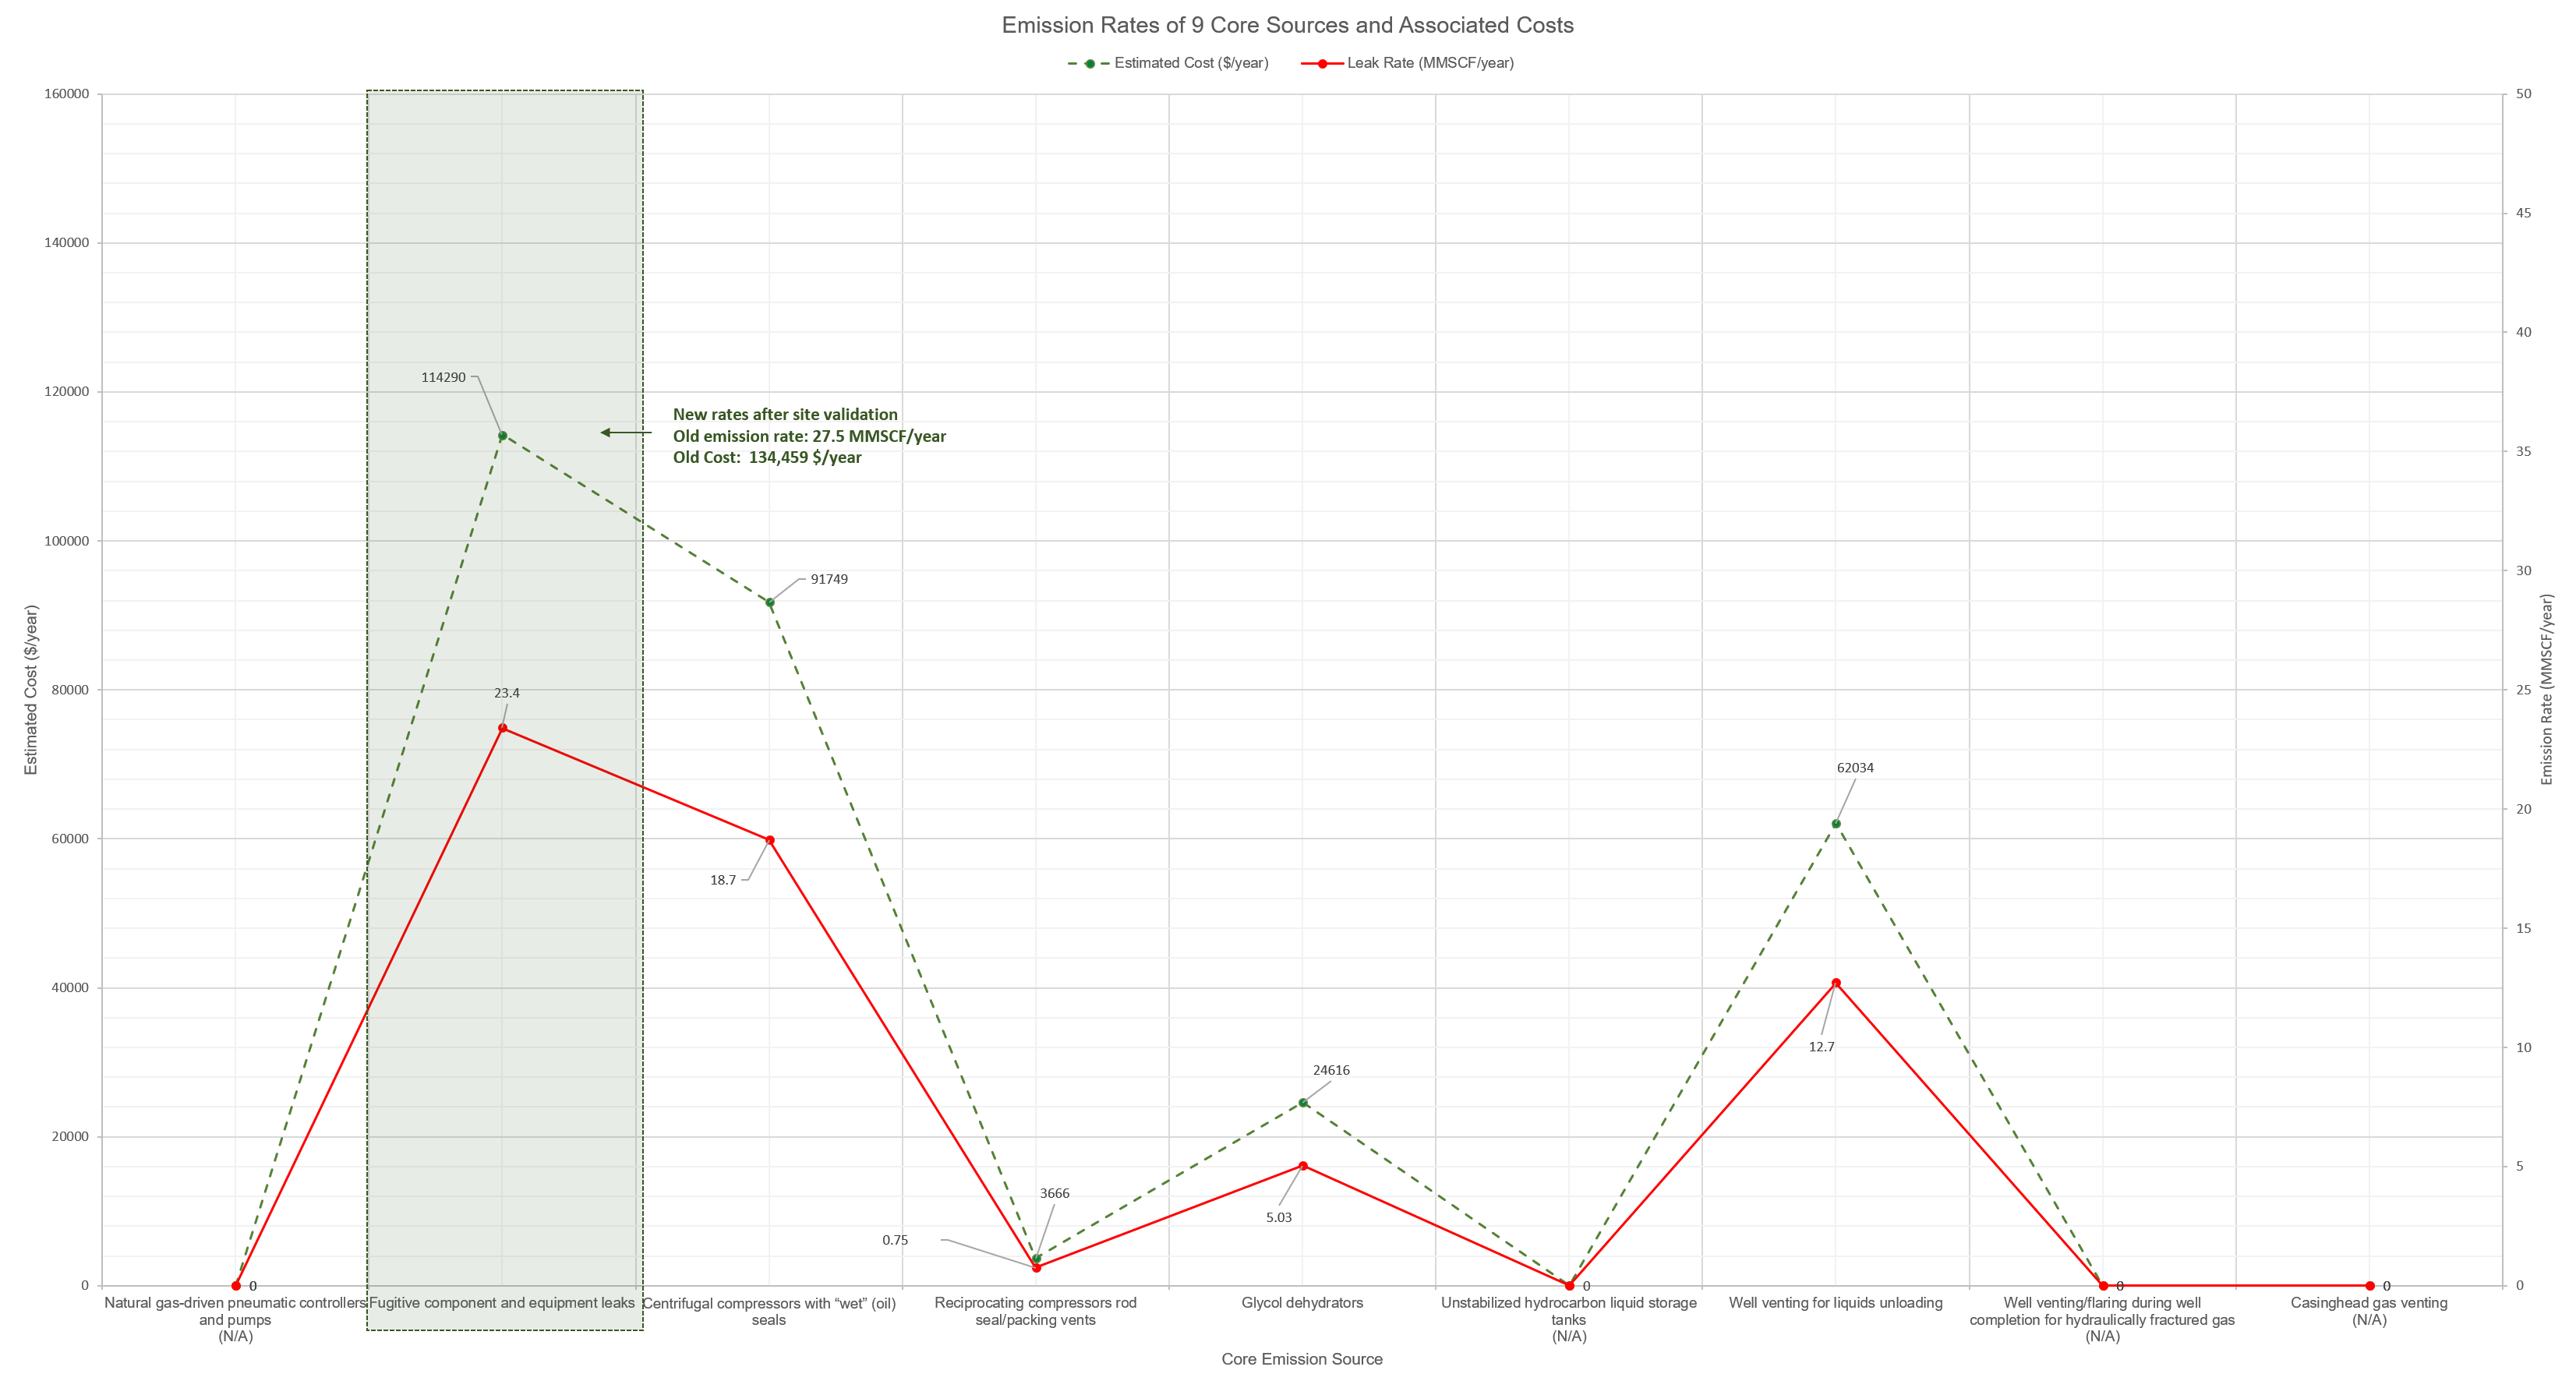 Emission Rates of 9 Core Sources and Associated Costs
Estimated Cost ($/year)
Leak Rate (MMSCF/year)
160000
140000
120000
100000
80000
60000
40000
20000
0
Estimated Cost ($/year)
50
45
40
35
30
25
20
15
10
5
0
Emission Rate (MMSCF/year)
114290
New rates after site validation
Old emission rate: 27.5 MMSCF/year
Old Cost: 134,459 $/year
91749
23.4
18.7
62034
12.7
24616
5.03
3666
0.75
0
0
0
0
Natural gas-driven pneumatic controllers
and pumps
(N/A)
Fugitive component and equipment leaks
Centrifugal compressors with “wet” (oil)
seals
Reciprocating compressors rod
seal/packing vents
Glycol dehydrators
Unstabilized hydrocarbon liquid storage
tanks
(N/A)
Well venting for liquids unloading
Well venting/flaring during well
completion for hydraulically fractured gas
(N/A)
Casinghead gas venting
(N/A)
Core Emission Source